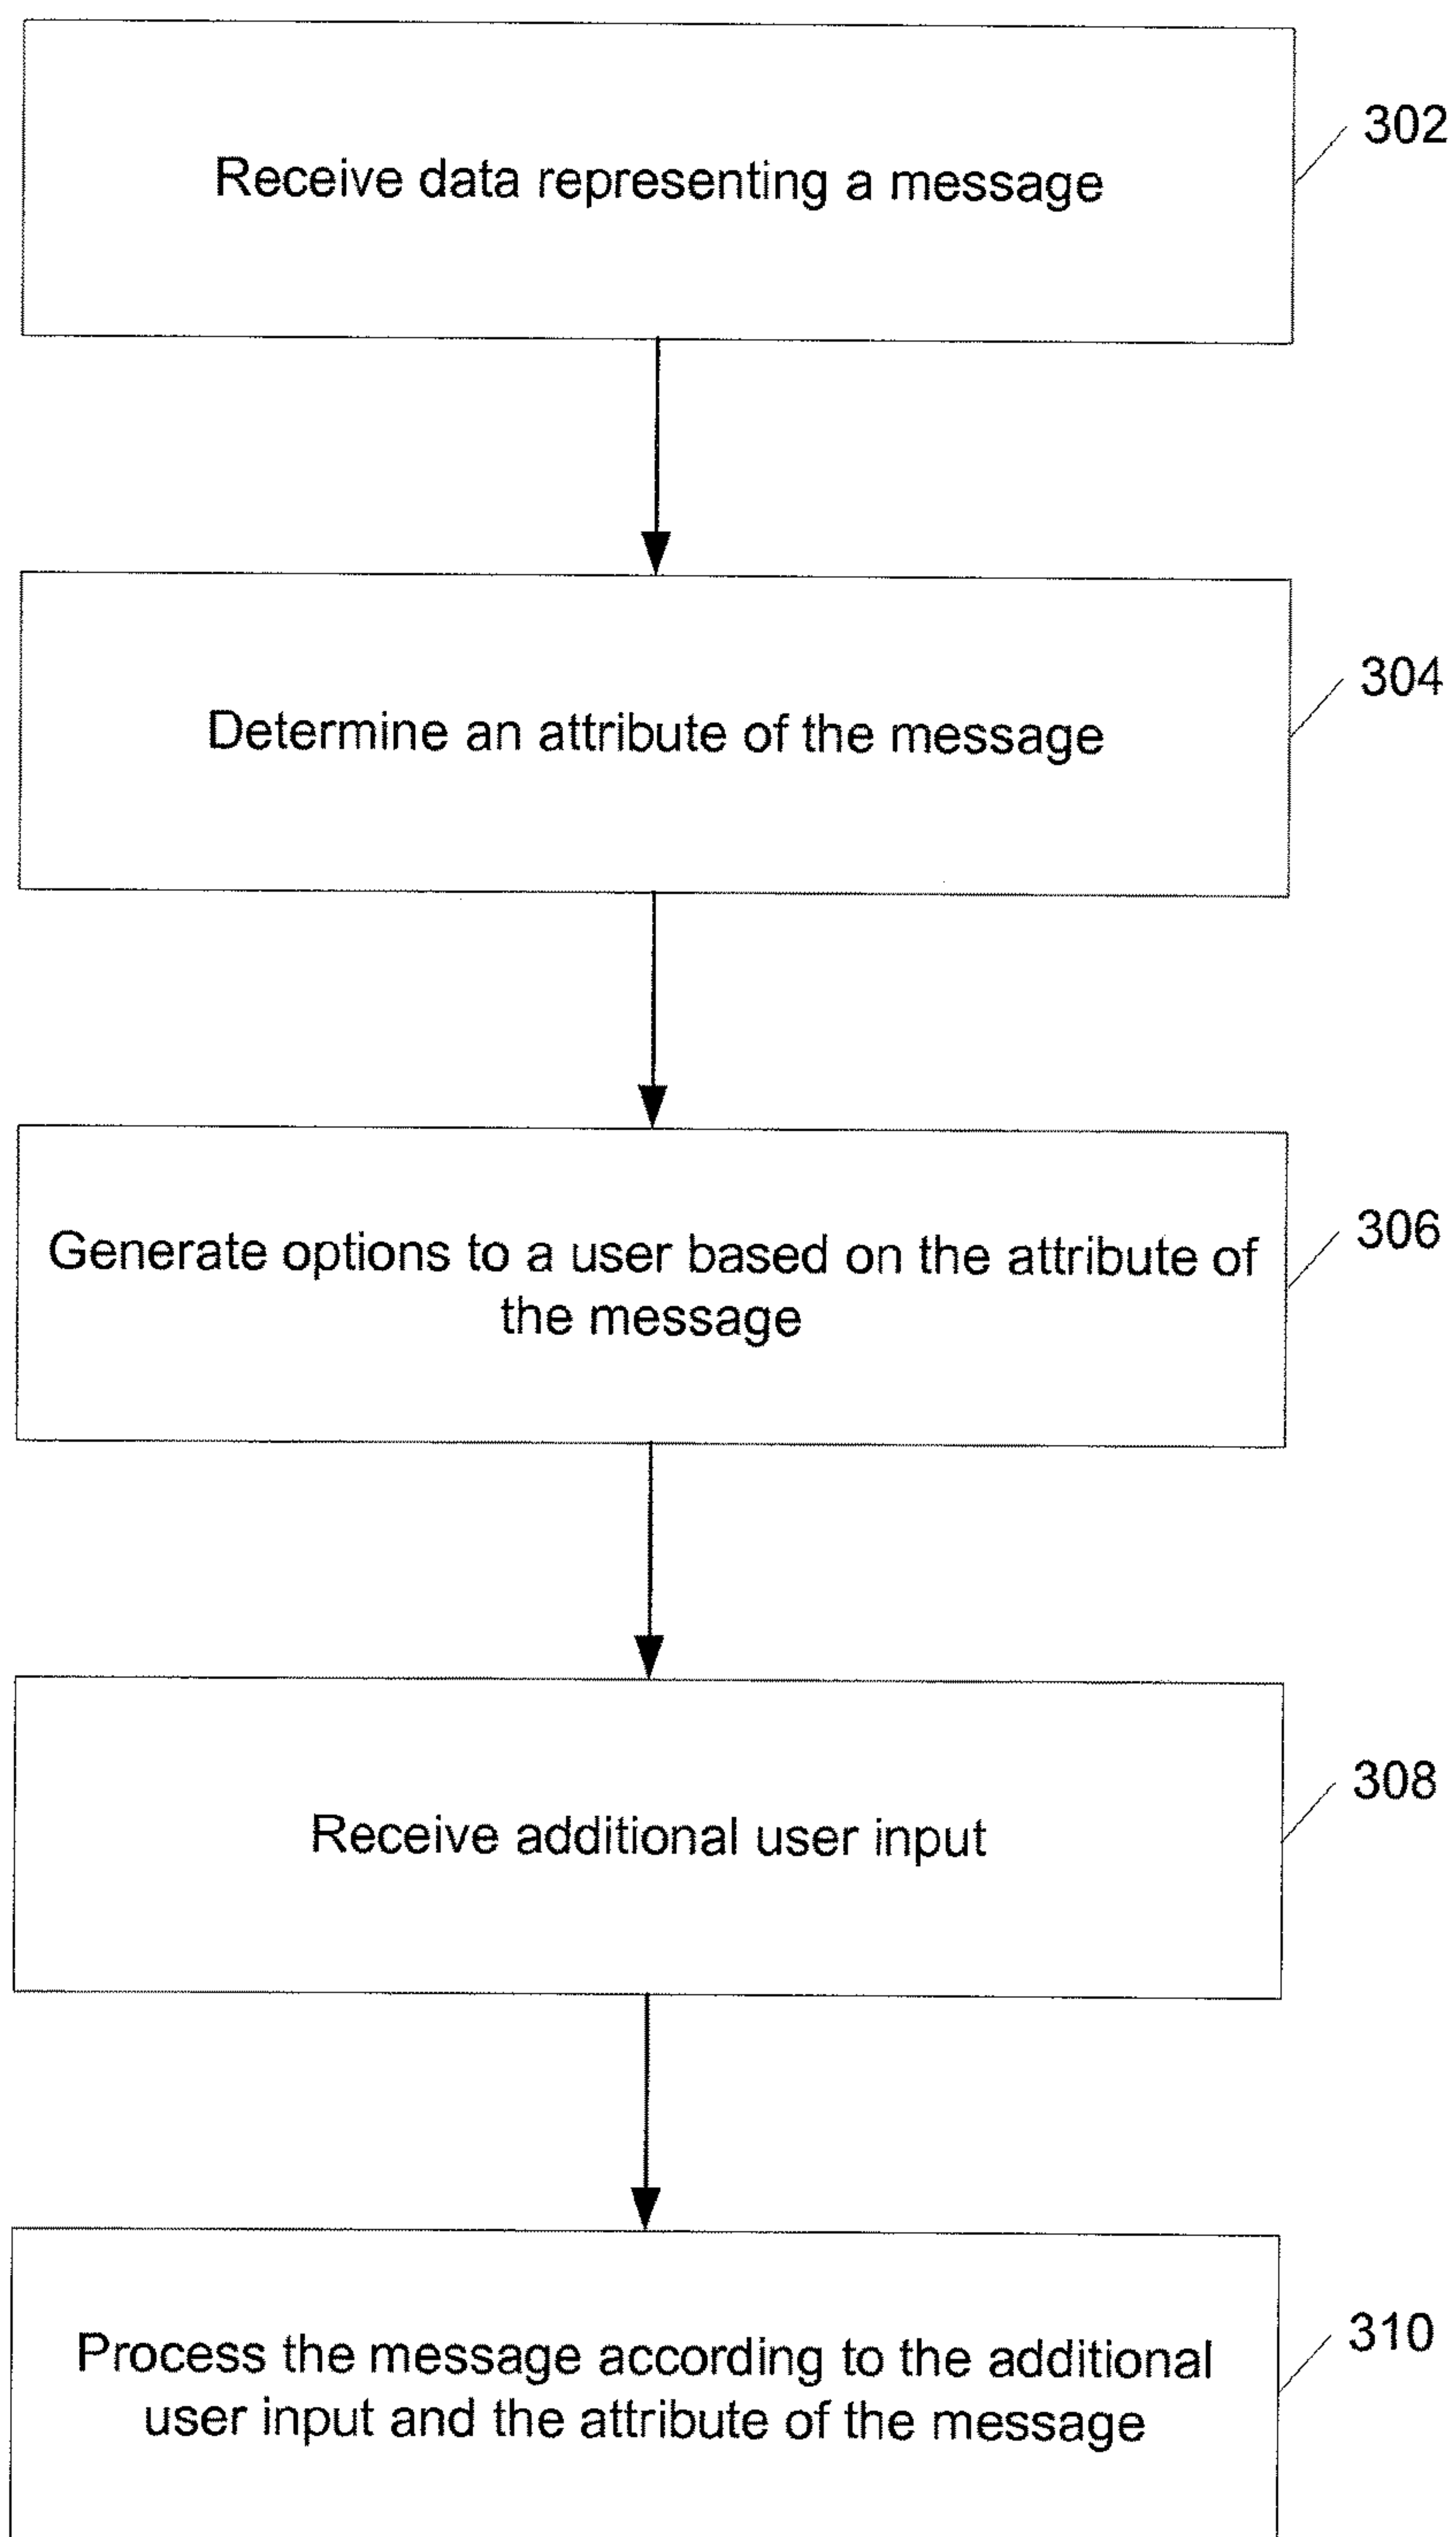 Receive data representing a message
302
Determine an attribute of the message
304
Generate options to a user based on the attribute of
the message
306
Receive additional user input
308
Process the message according to the additional
user input and the attribute of the message
310